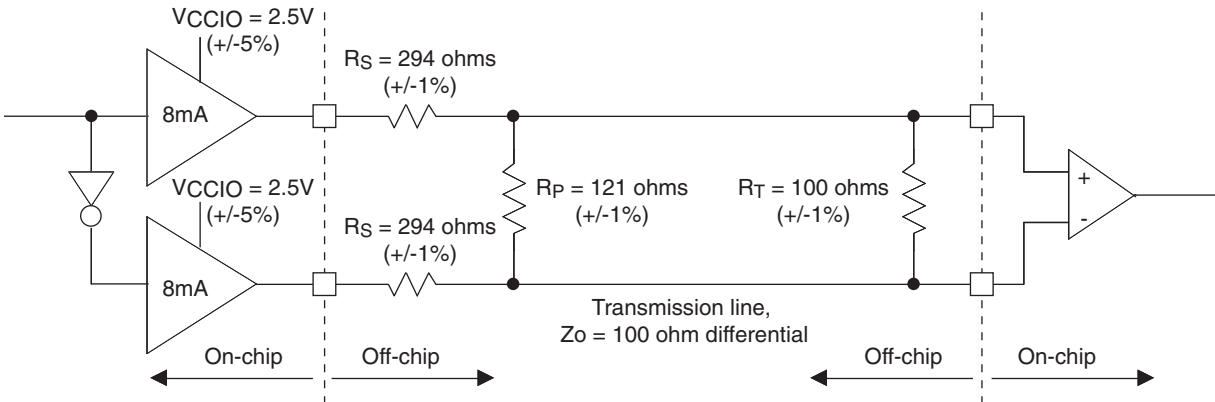 VCCIO = 2.5V
(+/-5%)
8mA
RS = 294 ohms
(+/-1%)
VCCIO = 2.5V
(+/-5%)
8mA
RS = 294 ohms
(+/-1%)
RP = 121 ohms
(+/-1%)
RT = 100 ohms
(+/-1%)
+
-
Transmission line,
Zo = 100 ohm differential
On-chip
Off-chip
Off-chip
On-chip